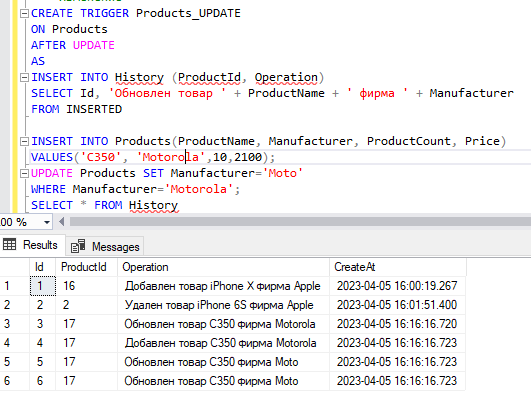 CREATE TRIGGER Products_UPDATE
ON Products
AFTER UPDATE
AS
INSERT INTO History (ProductId, Operation)
SELECT Id, 'Обновлен товар ' + ProductName + ' фирма ' + Manufacturer
FROM INSERTED
INSERT INTO Products(ProductName, Manufacturer, ProductCount, Price)
VALUES('C350', 'Motorola',10,2100);
UPDATE Products SET Manufacturer='Moto'
WHERE Manufacturer='Motorola';
SELECT * FROM History
00 %
Results Messages
Id ProductId Operation CreateAt
1 1 16 Добавлен товар iPhone X фирма Apple 2023-04-05 16:00:19.267
2 2 2 Удален товар iPhone 6S фирма Apple 2023-04-05 16:01:51.400
3 3 17 Обновлен товар C350 фирма Motorola 2023-04-05 16:16:16.720
4 4 17 Добавлен товар C350 фирма Motorola 2023-04-05 16:16:16.723
5 5 17 Обновлен товар C350 фирма Moto 2023-04-05 16:16:16.723
6 6 17 Обновлен товар C350 фирма Moto 2023-04-05 16:16:16.723